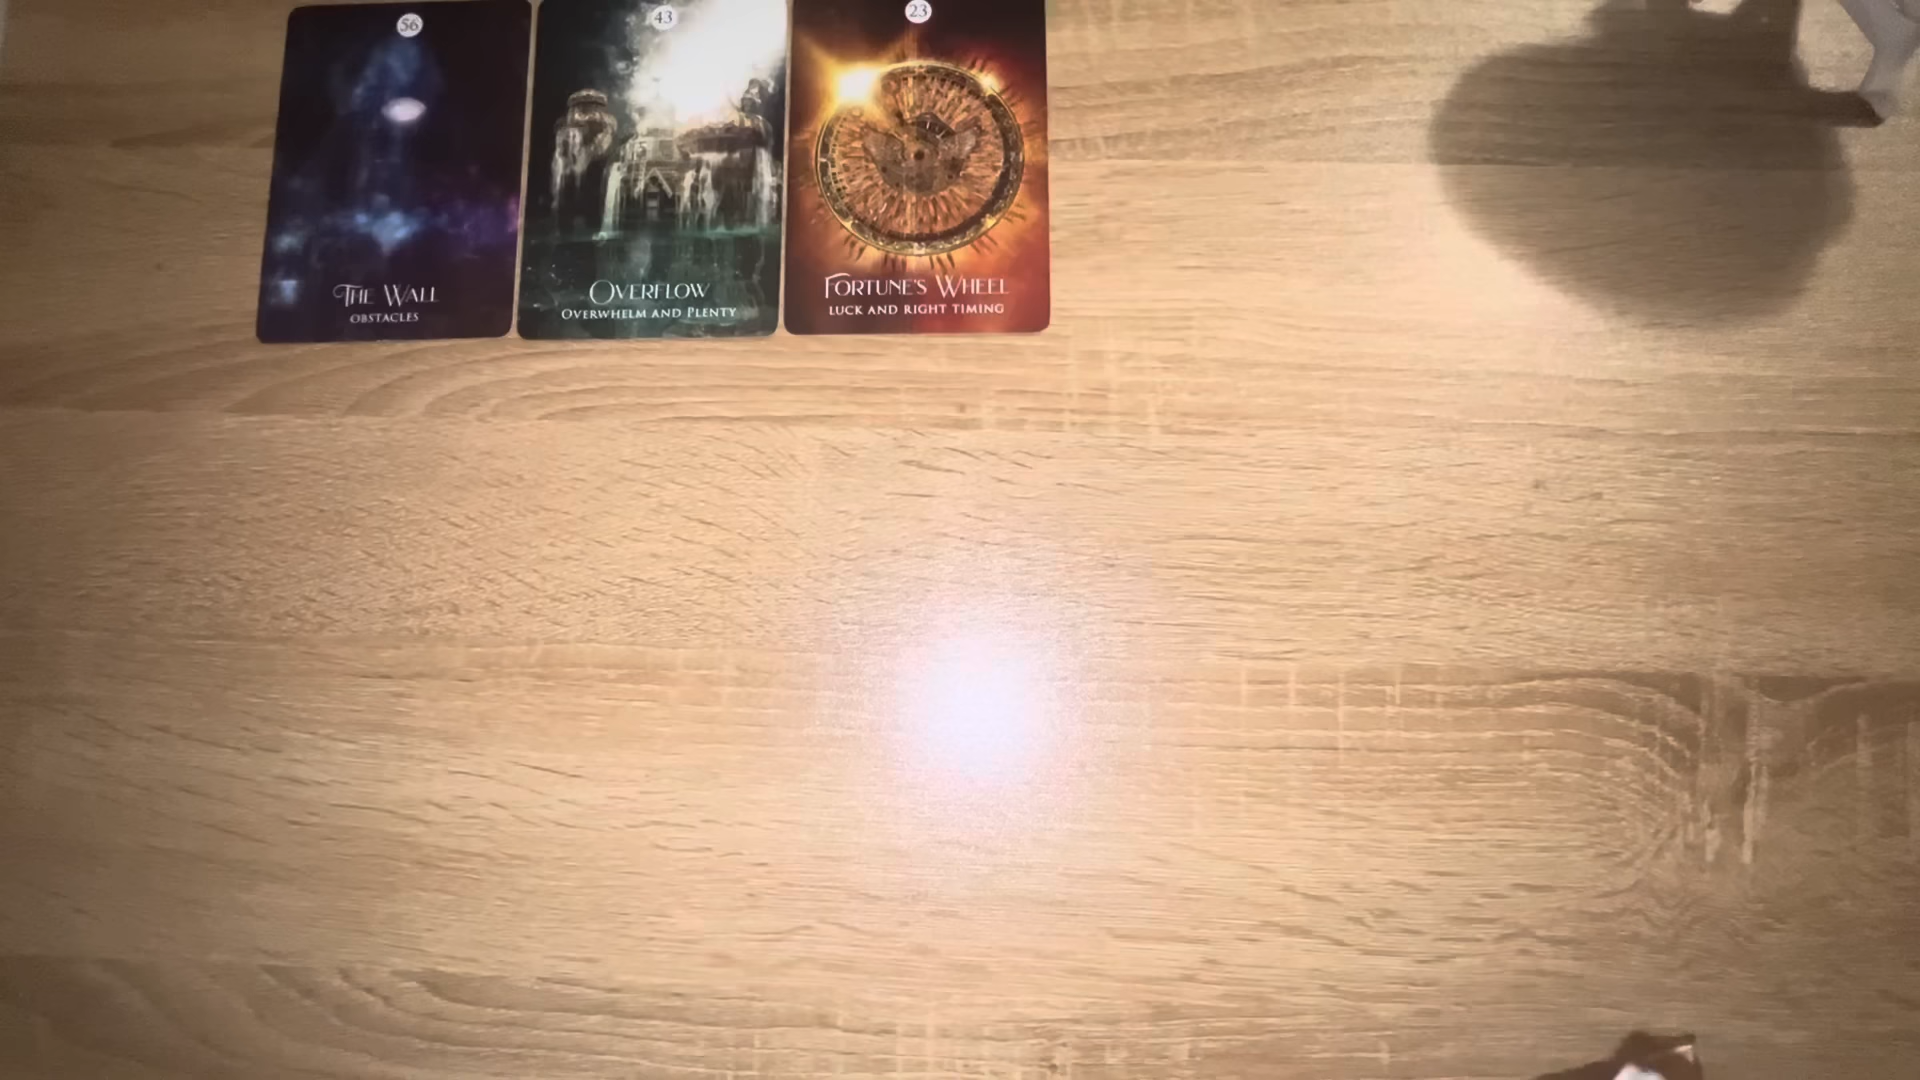 56
THE WALL
OBSTACLES
43
OVERFLOW
OVERWHELM AND PLENTY
23
FORTUNE'S WHEEL
LUCK AND RIGHT TIMING